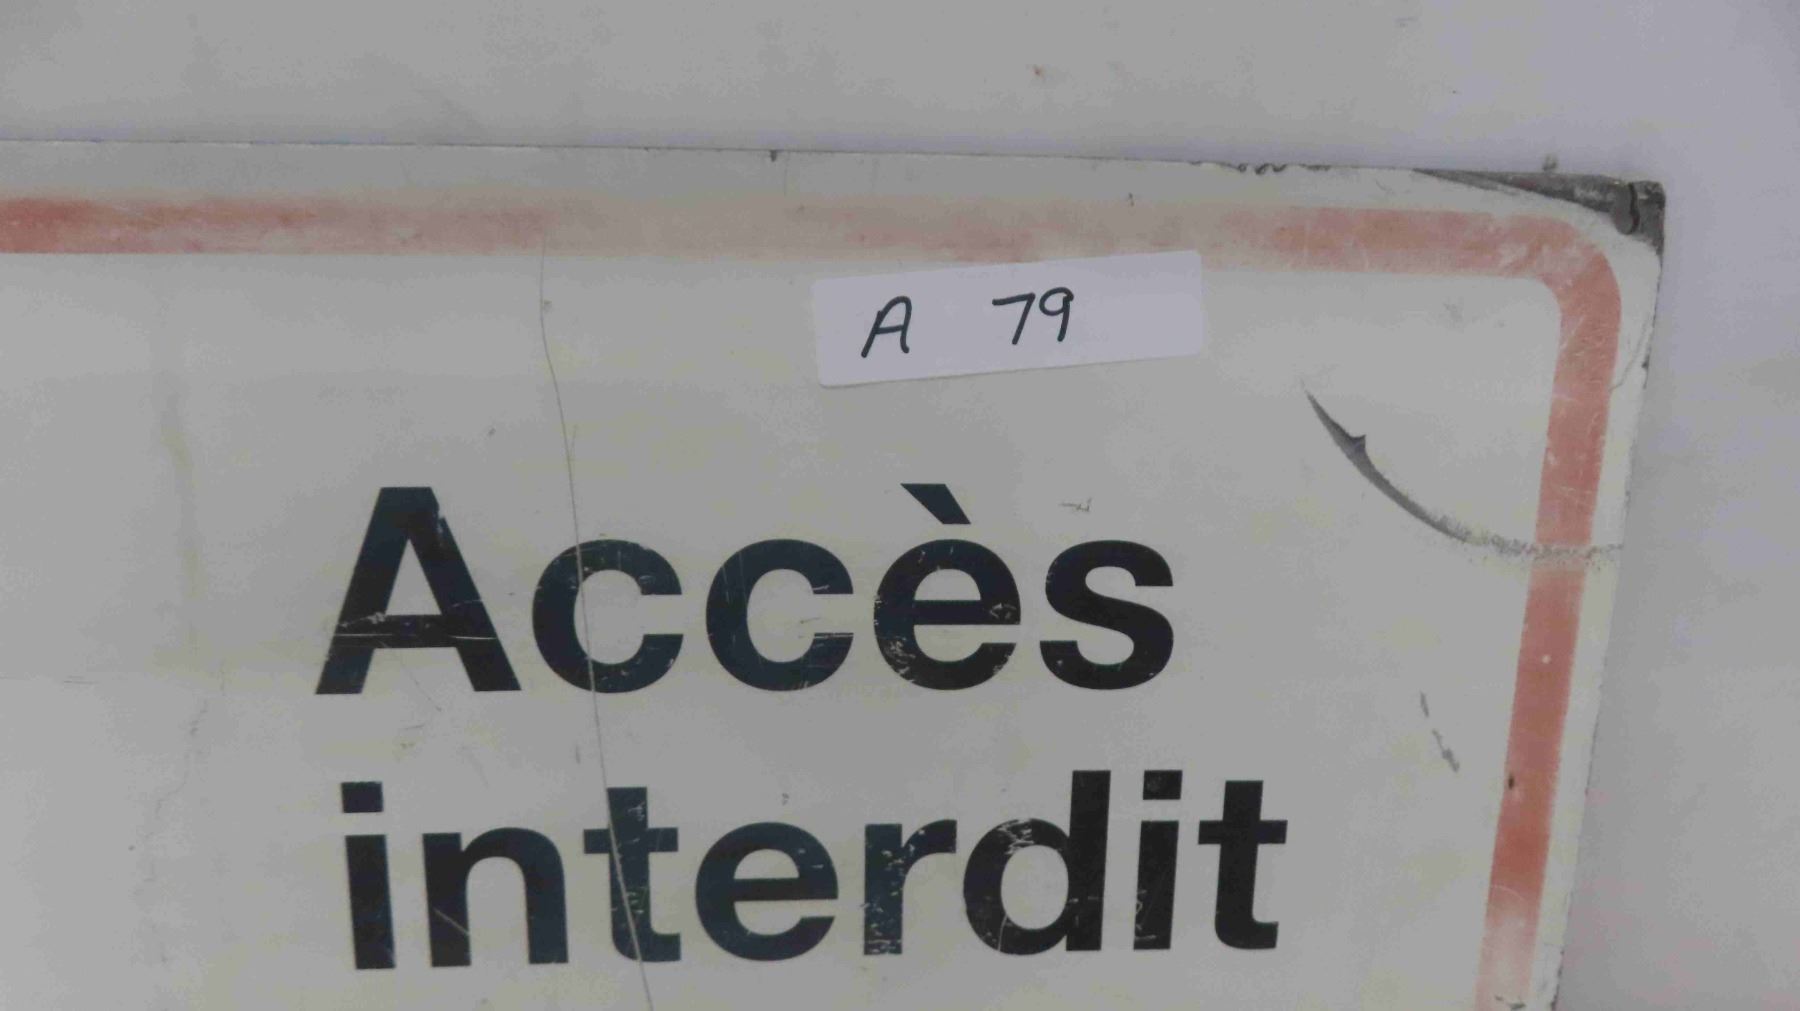 A 79
Accès
interdit